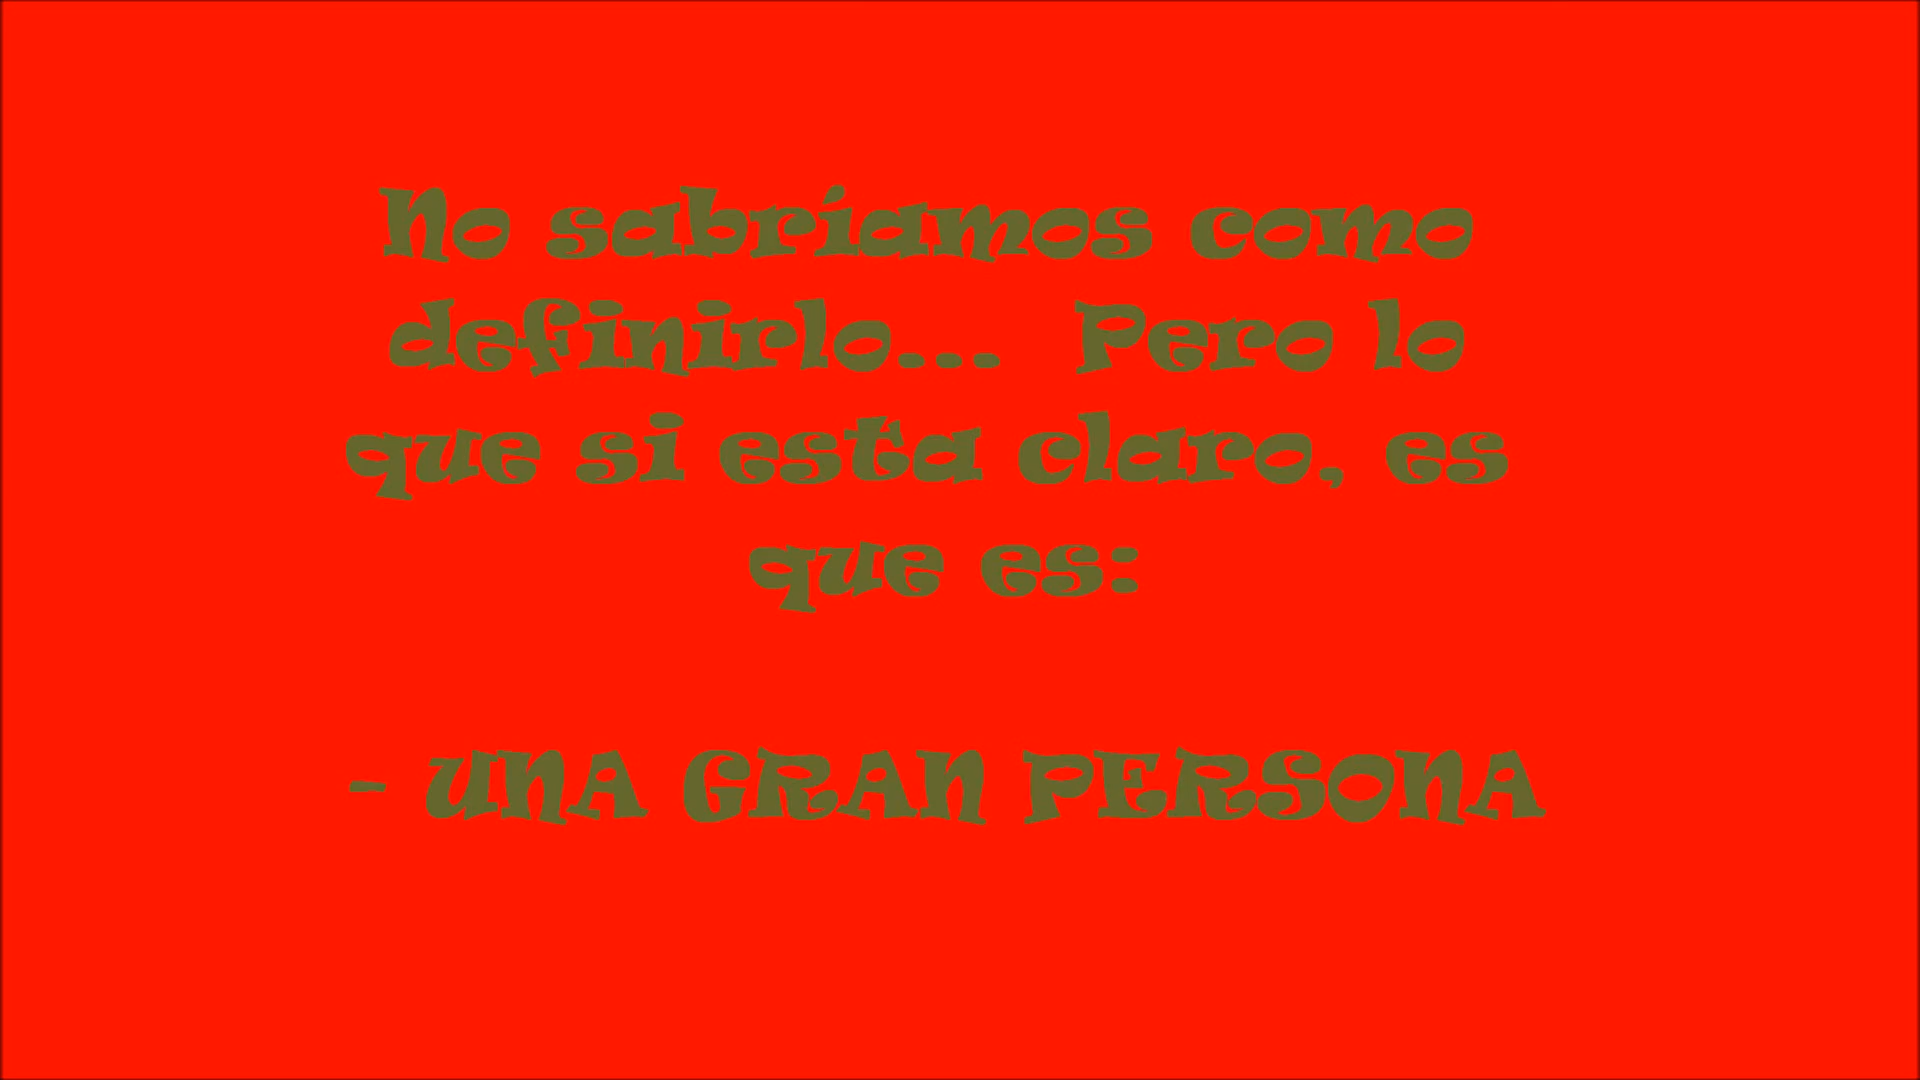 No sabríamos como
definirlo... Pero lo
que si esta claro, es
que es:
- UNA GRAN PERSONA